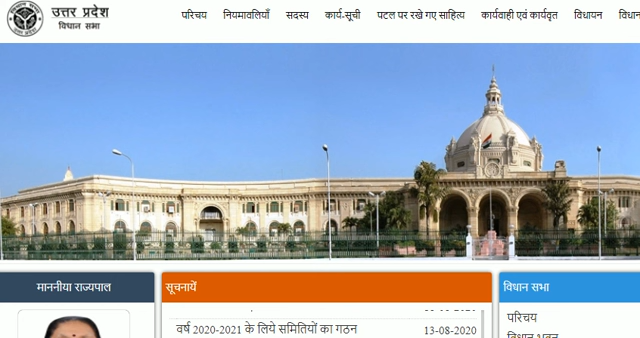 उत्तर प्रदेश
विधान सभा
परिचय नियमावलियाँ सदस्य कार्य-सूची पटल पर रखे गए साहित्य कार्यवाही एवं कार्यवृत विधायन
माननीया राज्यपाल
सूचनायें
विधान सभा
वर्ष 2020-2021 के लिये समितियों का गठन 13-08-2020
परिचय